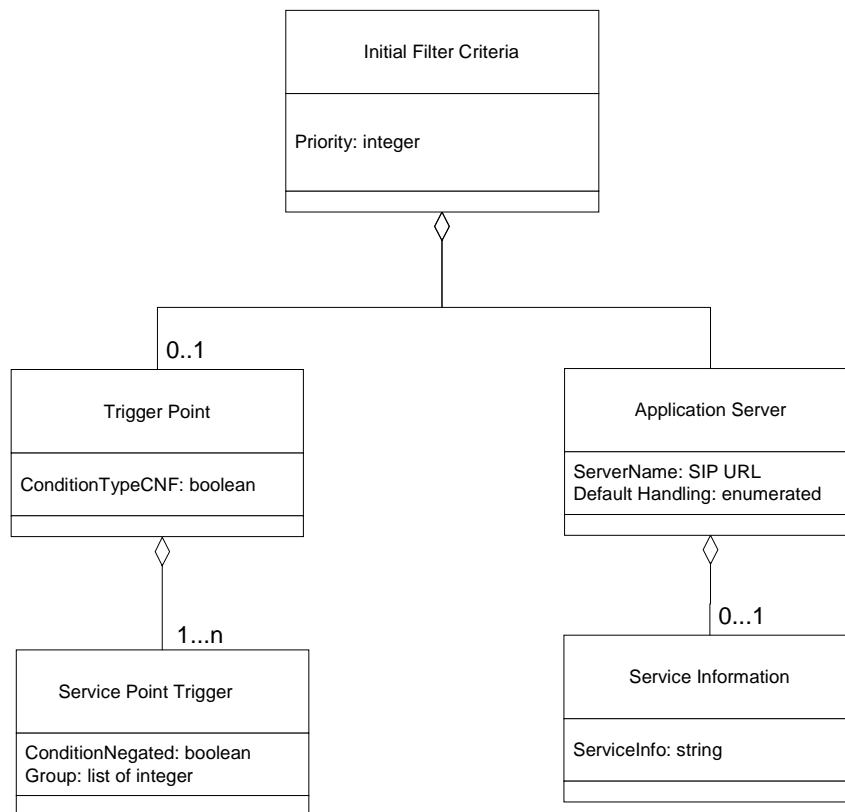 Initial Filter Criteria
Priority: integer
0..1
Trigger Point
ConditionTypeCNF: boolean
Application Server
ServerName: SIP URL
Default Handling: enumerated
1...n
Service Point Trigger
ConditionNegated: boolean
Group: list of integer
0...1
Service Information
ServiceInfo: string